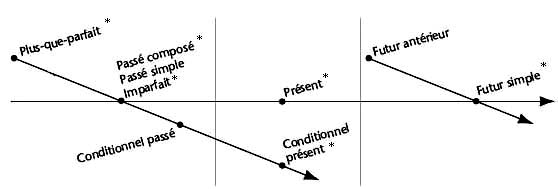 Plus-que-parfait *
Passé composé *
Passé simple
Imparfait *
Conditionnel passé
Présent *
Conditionnel
présent *
Futur antérieur
Futur simple *